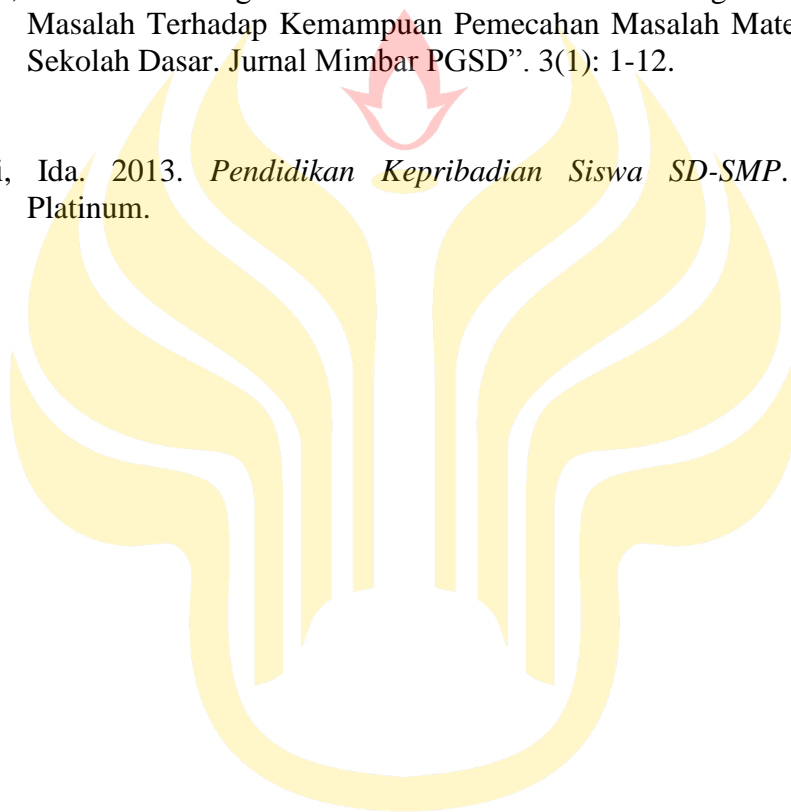 Masalah Terhadap Kemampuan Pemecahan Masalah Mate
Sekolah Dasar. Jurnal Mimbar PGSD”. 3(1): 1-12.
i, Ida. 2013. Pendidikan Kepribadian Siswa SD-SMP.
Platinum.